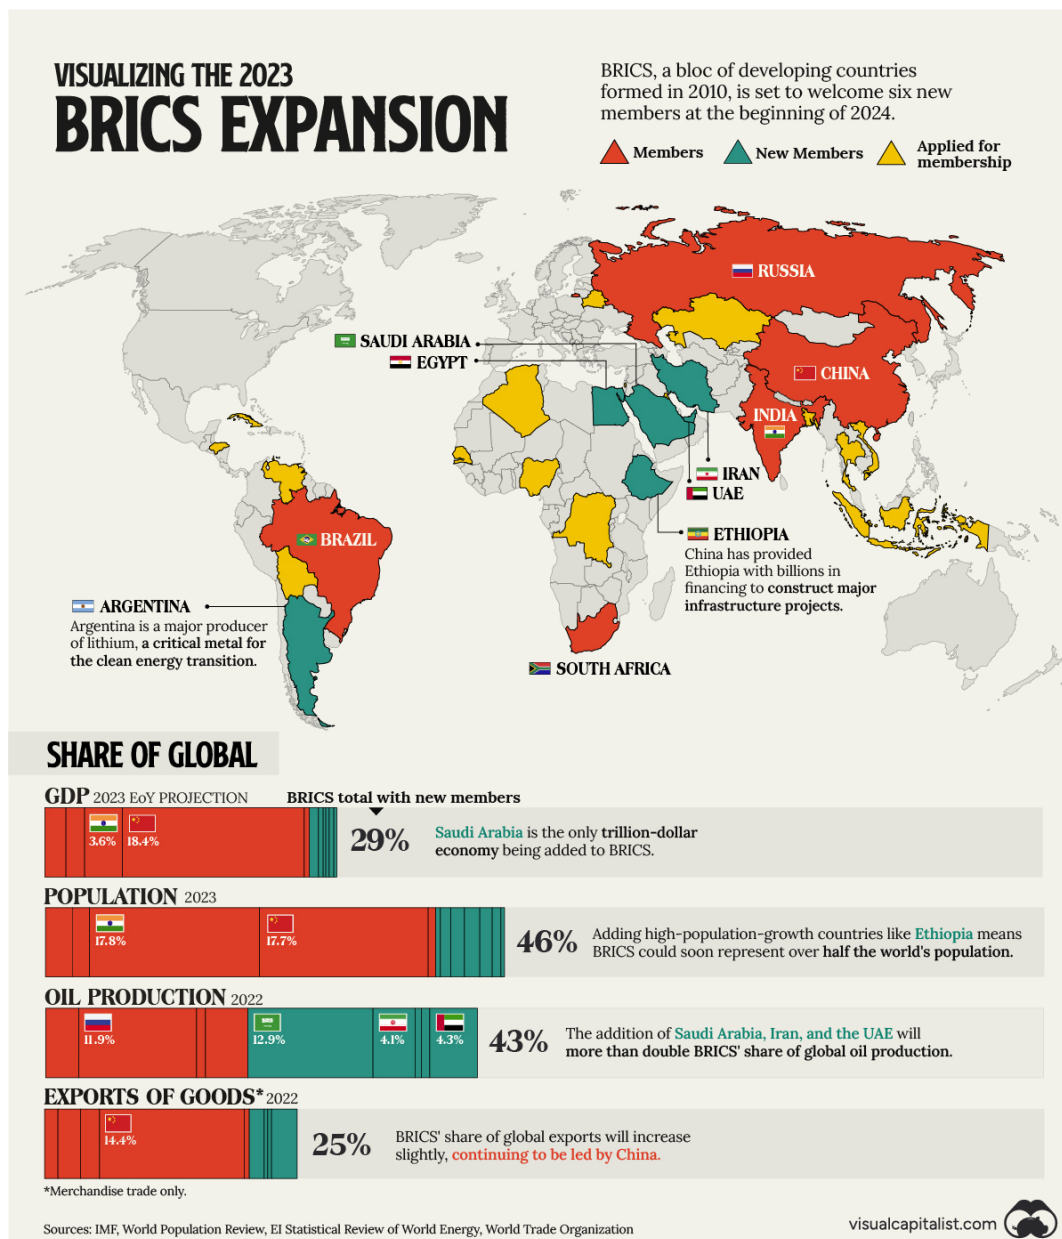 VISUALIZING THE 2023
BRICS EXPANSION
BRICS, a bloc of developing countries
formed in 2010, is set to welcome six new
members at the beginning of 2024.
Members
New Members
Applied for
membership
RUSSIA
SAUDI ARABIA
EGYPT
CHINA
INDIA
IRAN
UAE
BRAZIL
ETHIOPIA
China has provided
Ethiopia with billions in
financing to construct major
infrastructure projects.
ARGENTINA
Argentina is a major producer
of lithium, a critical metal for
the clean energy transition.
SOUTH AFRICA
SHARE OF GLOBAL
GDP 2023 EoY PROJECTION
BRICS total with new members
3.6%
18.4%
29%
Saudi Arabia is the only trillion-dollar
economy being added to BRICS.
POPULATION 2023
17.8%
17.7%
46%
Adding high-population-growth countries like Ethiopia means
BRICS could soon represent over half the world's population.
OIL PRODUCTION 2022
11.9%
12.9%
4.1%
4.3%
43%
The addition of Saudi Arabia, Iran, and the UAE will
more than double BRICS' share of global oil production.
EXPORTS OF GOODS* 2022
14.4%
25%
BRICS' share of global exports will increase
slightly, continuing to be led by China.
*Merchandise trade only.
Sources: IMF, World Population Review, EI Statistical Review of World Energy, World Trade Organization
visualcapitalist.com